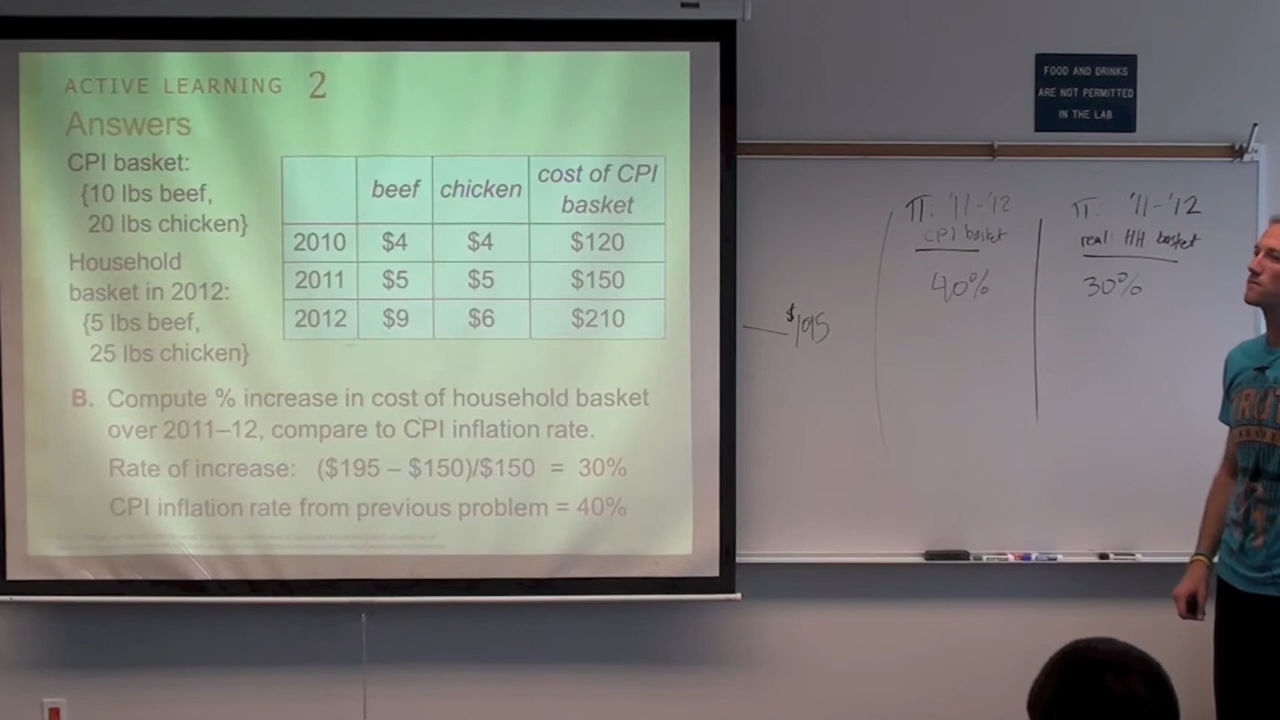 ACTIVE LEARNING 2
Answers
CPI basket:
{10 lbs beef,
20 lbs chicken}
Household
basket in 2012:
{5 lbs beef,
25 lbs chicken}
beef chicken cost of CPI basket
2010 $4 $4 $120
2011 $5 $5 $150
2012 $9 $6 $210
B. Compute % increase in cost of household basket
over 2011–12, compare to CPI inflation rate.
Rate of increase: ($195 – $150)/$150 = 30%
CPI inflation rate from previous problem = 40%
$195
π: '11-'12
CPI basket
40%
π: '11-'12
real: HH basket
30%
FOOD AND DRINKS
ARE NOT PERMITTED
IN THE LAB